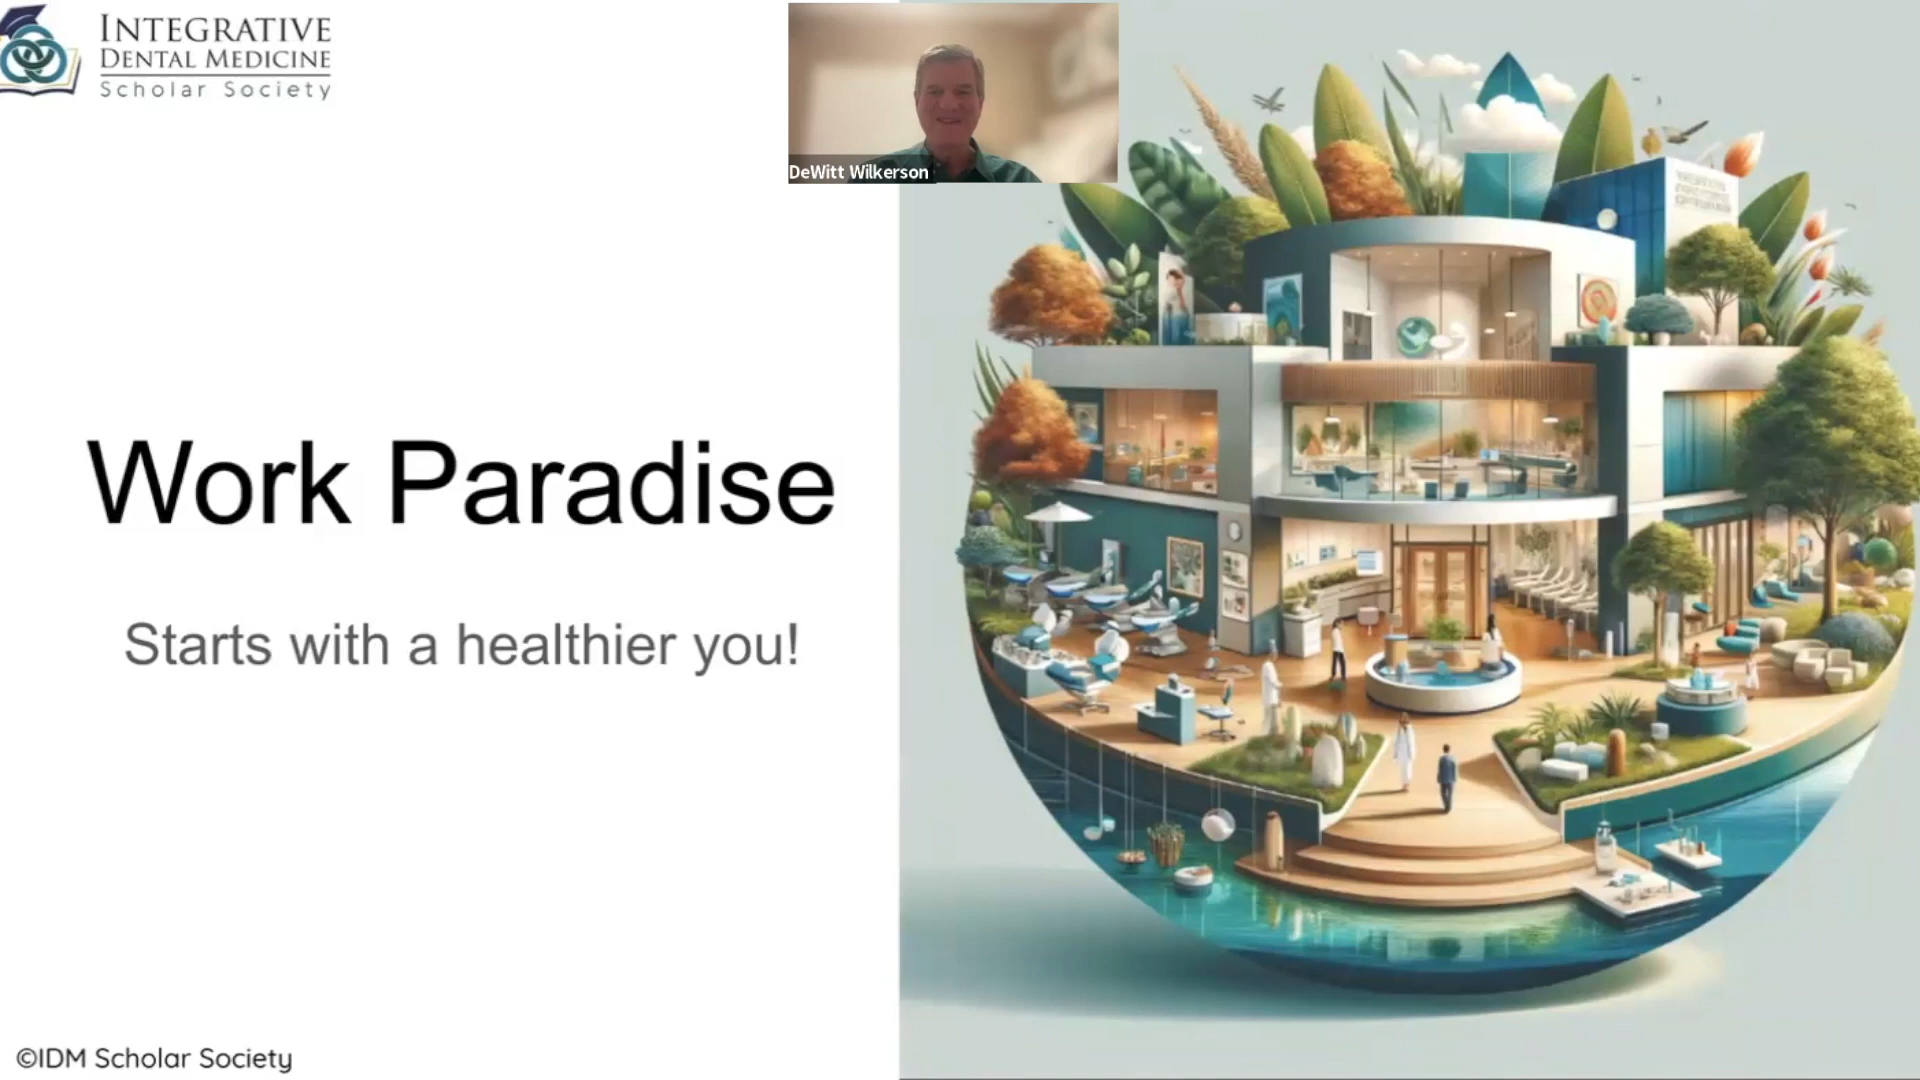 INTEGRATIVE
DENTAL MEDICINE
Scholar Society
DeWitt Wilkerson
Work Paradise
Starts with a healthier you!
©IDM Scholar Society